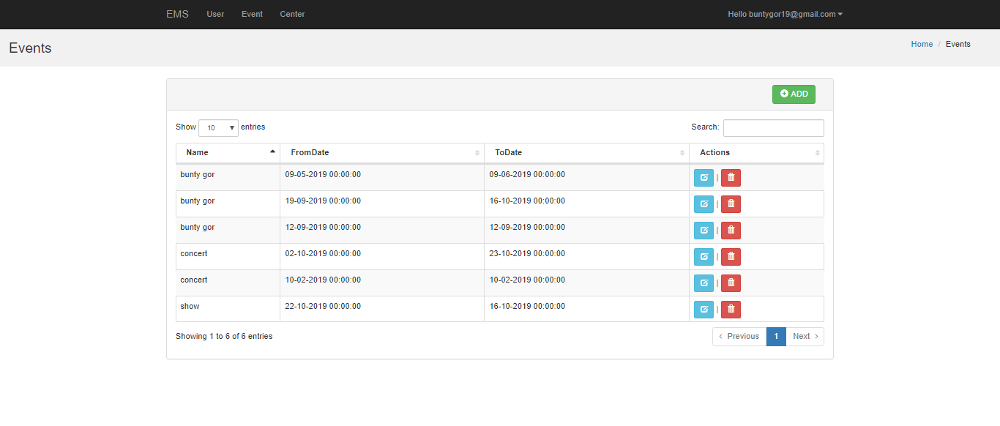 EMS User Event Center Hello buntygor19@gmail.com
Events
Home / Events
ADD
Show 10 entries Search:
Name FromDate ToDate Actions
bunty gor 09-05-2019 00:00:00 09-06-2019 00:00:00 |
bunty gor 19-09-2019 00:00:00 16-10-2019 00:00:00 |
bunty gor 12-09-2019 00:00:00 12-09-2019 00:00:00 |
concert 02-10-2019 00:00:00 23-10-2019 00:00:00 |
concert 10-02-2019 00:00:00 10-02-2019 00:00:00 |
show 22-10-2019 00:00:00 16-10-2019 00:00:00 |
Showing 1 to 6 of 6 entries ‹ Previous 1 Next ›